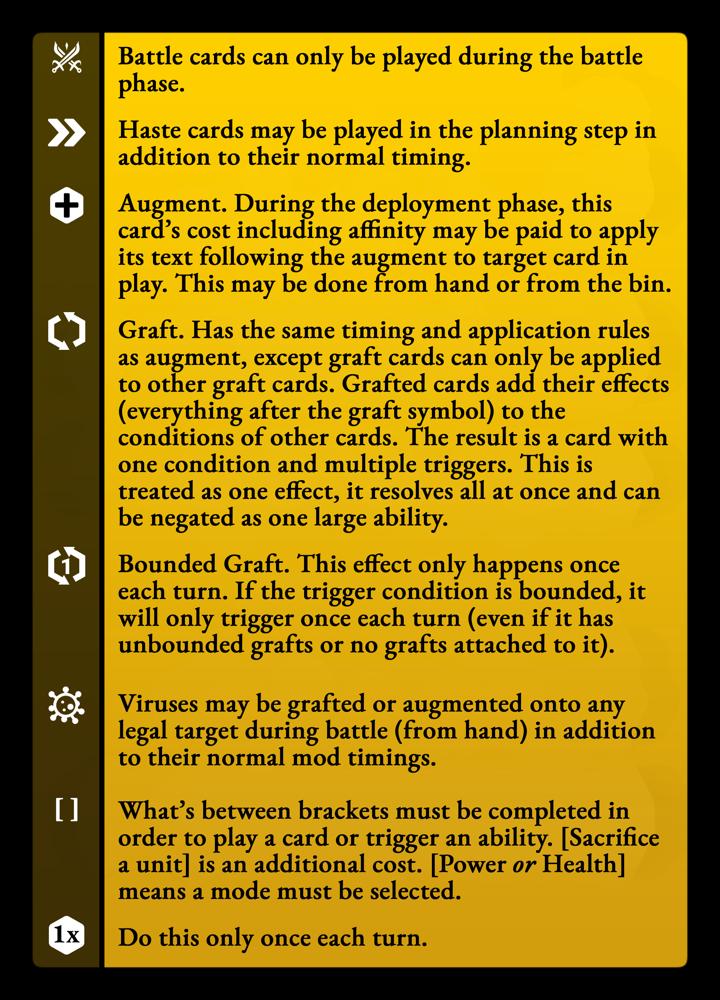 Battle cards can only be played during the battle
phase.
Haste cards may be played in the planning step in
addition to their normal timing.
Augment. During the deployment phase, this
card's cost including affinity may be paid to apply
its text following the augment to target card in
play. This may be done from hand or from the bin.
Graft. Has the same timing and application rules
as augment, except graft cards can only be applied
to other graft cards. Grafted cards add their effects
(everything after the graft symbol) to the
conditions of other cards. The result is a card with
one condition and multiple triggers. This is
treated as one effect, it resolves all at once and can
be negated as one large ability.
1
Bounded Graft. This effect only happens once
each turn. If the trigger condition is bounded, it
will only trigger once each turn (even if it has
unbounded grafts or no grafts attached to it).
Viruses may be grafted or augmented onto any
legal target during battle (from hand) in addition
to their normal mod timings.
[ ]
What's between brackets must be completed in
order to play a card or trigger an ability. [Sacrifice
a unit] is an additional cost. [Power or Health]
means a mode must be selected.
1x
Do this only once each turn.